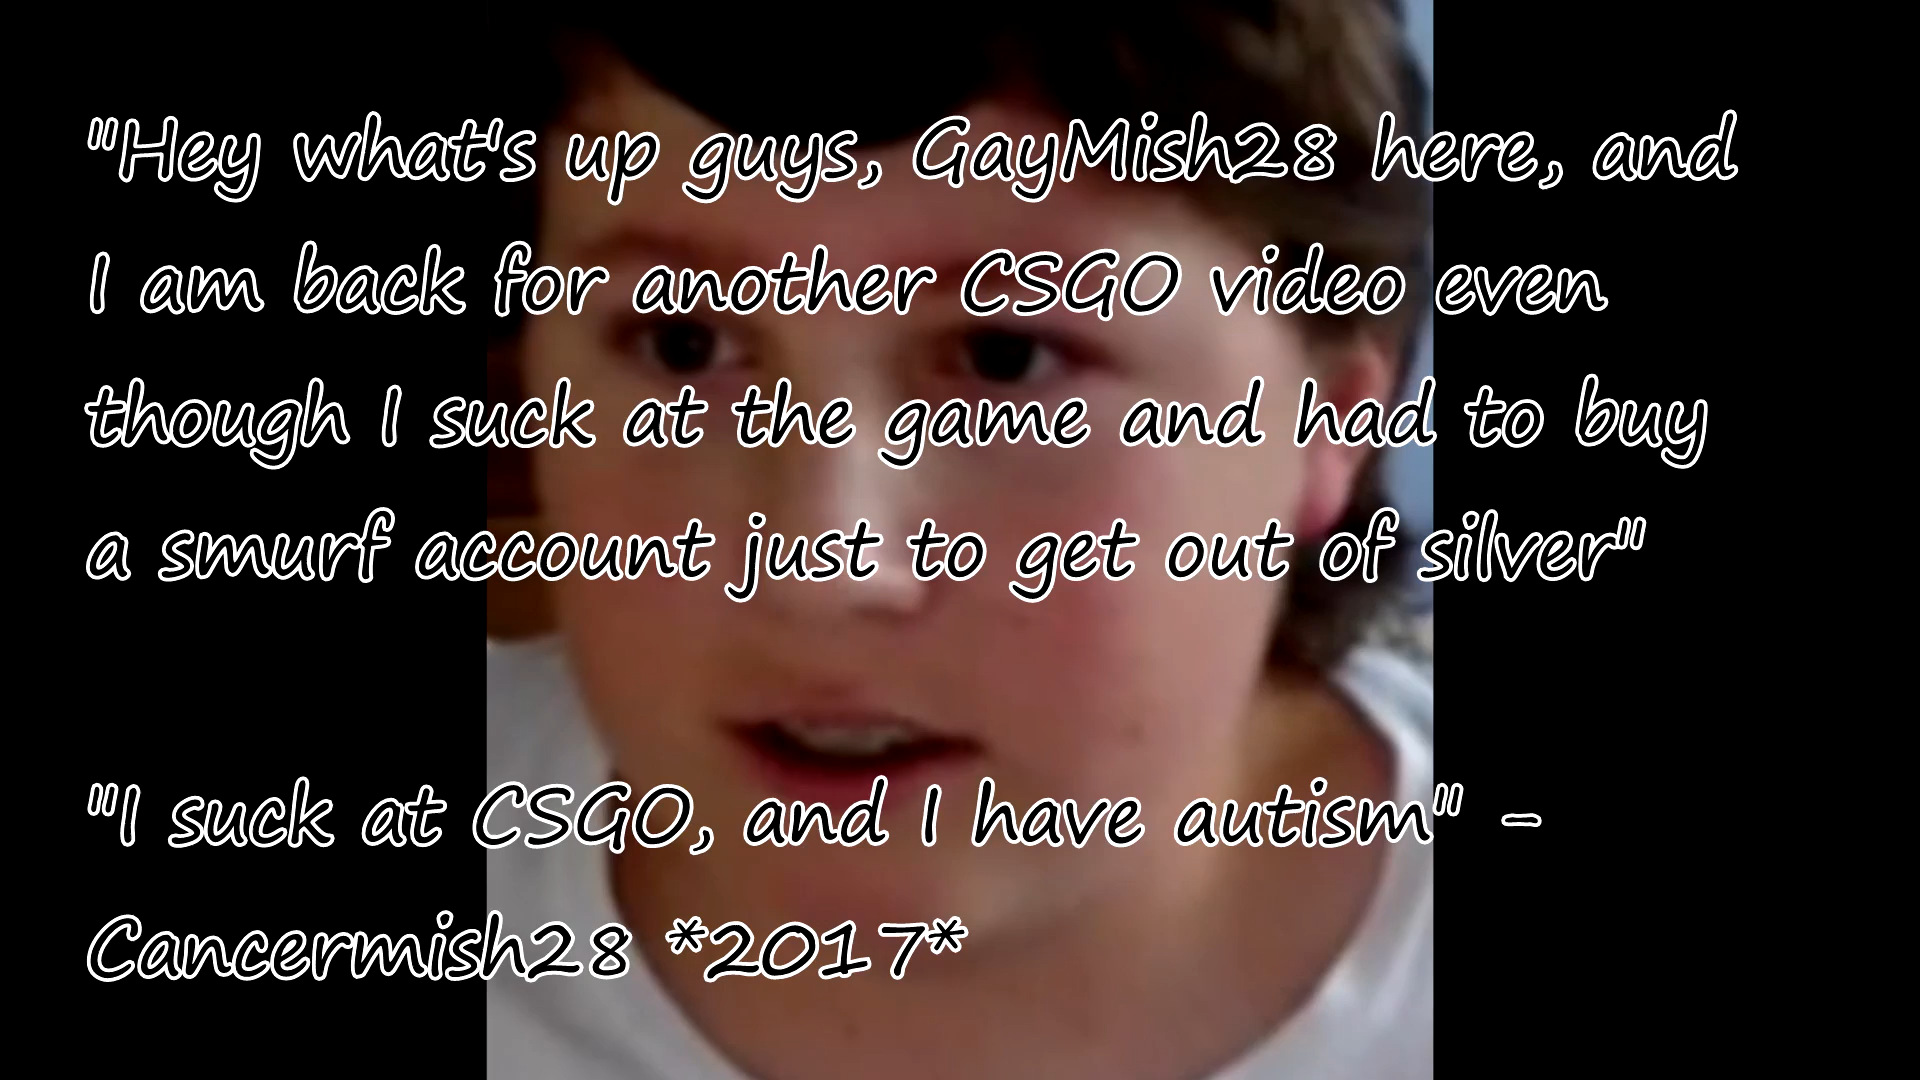 "Hey what's up guys, GayMish28 here, and
I am back for another CSGO video even
though I suck at the game and had to buy
a smurf account just to get out of silver"
"I suck at CSGO, and I have autism" -
Cancermish28 *2017*